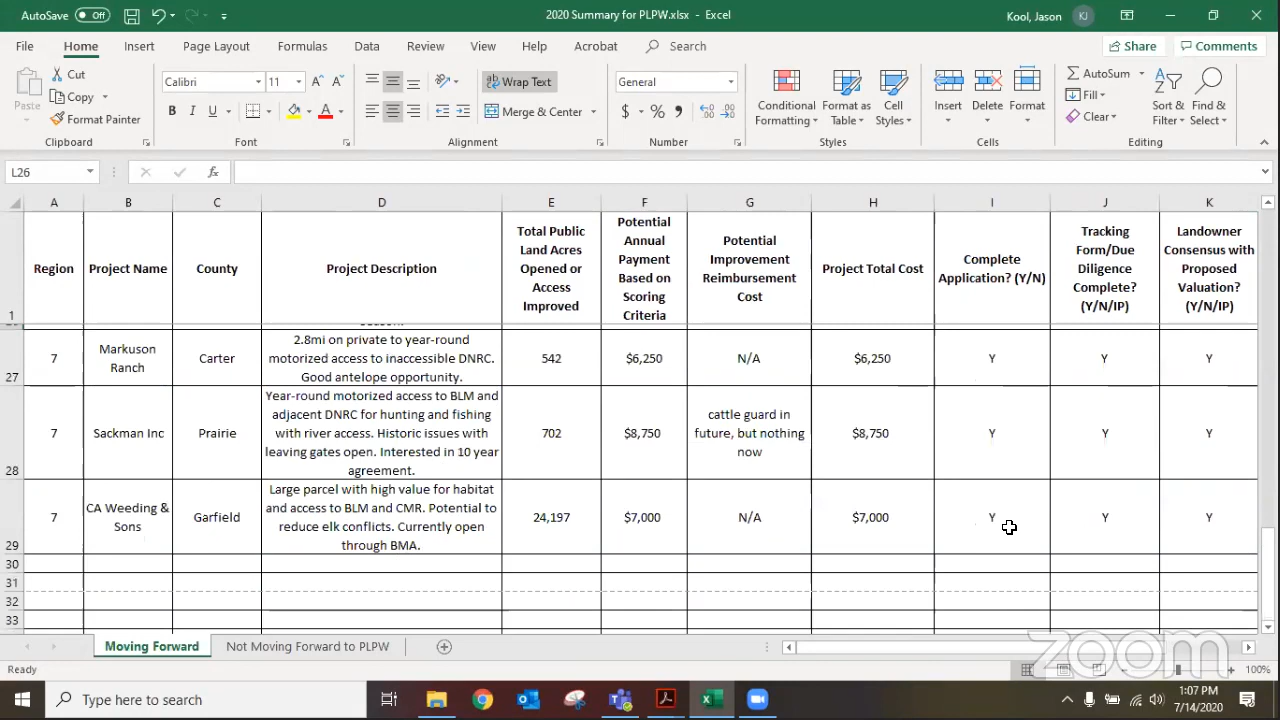 AutoSave Off 2020 Summary for PLPW.xlsx - Excel Kool, Jason KJ
File Home Insert Page Layout Formulas Data Review View Help Acrobat Search Share Comments
Paste
Cut
Copy
Format Painter
Clipboard
Calibri 11
B I U A
Font
Wrap Text
Merge & Center
Alignment
General
$ % 9
Number
Conditional Formatting
Format as Table
Cell Styles
Styles
Insert Delete Format
Cells
AutoSum
Fill
Clear
Sort & Filter
Find & Select
Editing
L26 fx
A B C D E F G H I J K
1
Region
Project Name
County
Project Description
Total Public
Land Acres
Opened or
Access
Improved
Potential
Annual
Payment
Based on
Scoring
Criteria
Potential
Improvement
Reimbursement
Cost
Project Total Cost
Complete
Application? (Y/N)
Tracking
Form/Due
Diligence
Complete?
(Y/N/IP)
Landowner
Consensus with
Proposed
Valuation?
(Y/N/IP)
27
7
Markuson
Ranch
Carter
2.8mi on private to year-round
motorized access to inaccessible DNRC.
Good antelope opportunity.
542
$6,250
N/A
$6,250
Y
Y
Y
28
7
Sackman Inc
Prairie
Year-round motorized access to BLM and
adjacent DNRC for hunting and fishing
with river access. Historic issues with
leaving gates open. Interested in 10 year
agreement.
702
$8,750
cattle guard in
future, but nothing
now
$8,750
Y
Y
Y
29
7
CA Weeding &
Sons
Garfield
Large parcel with high value for habitat
and access to BLM and CMR. Potential to
reduce elk conflicts. Currently open
through BMA.
24,197
$7,000
N/A
$7,000
Y
Y
Y
30
31
32
33
Moving Forward Not Moving Forward to PLPW
zoom
Ready 100%
Type here to search
1:07 PM
7/14/2020